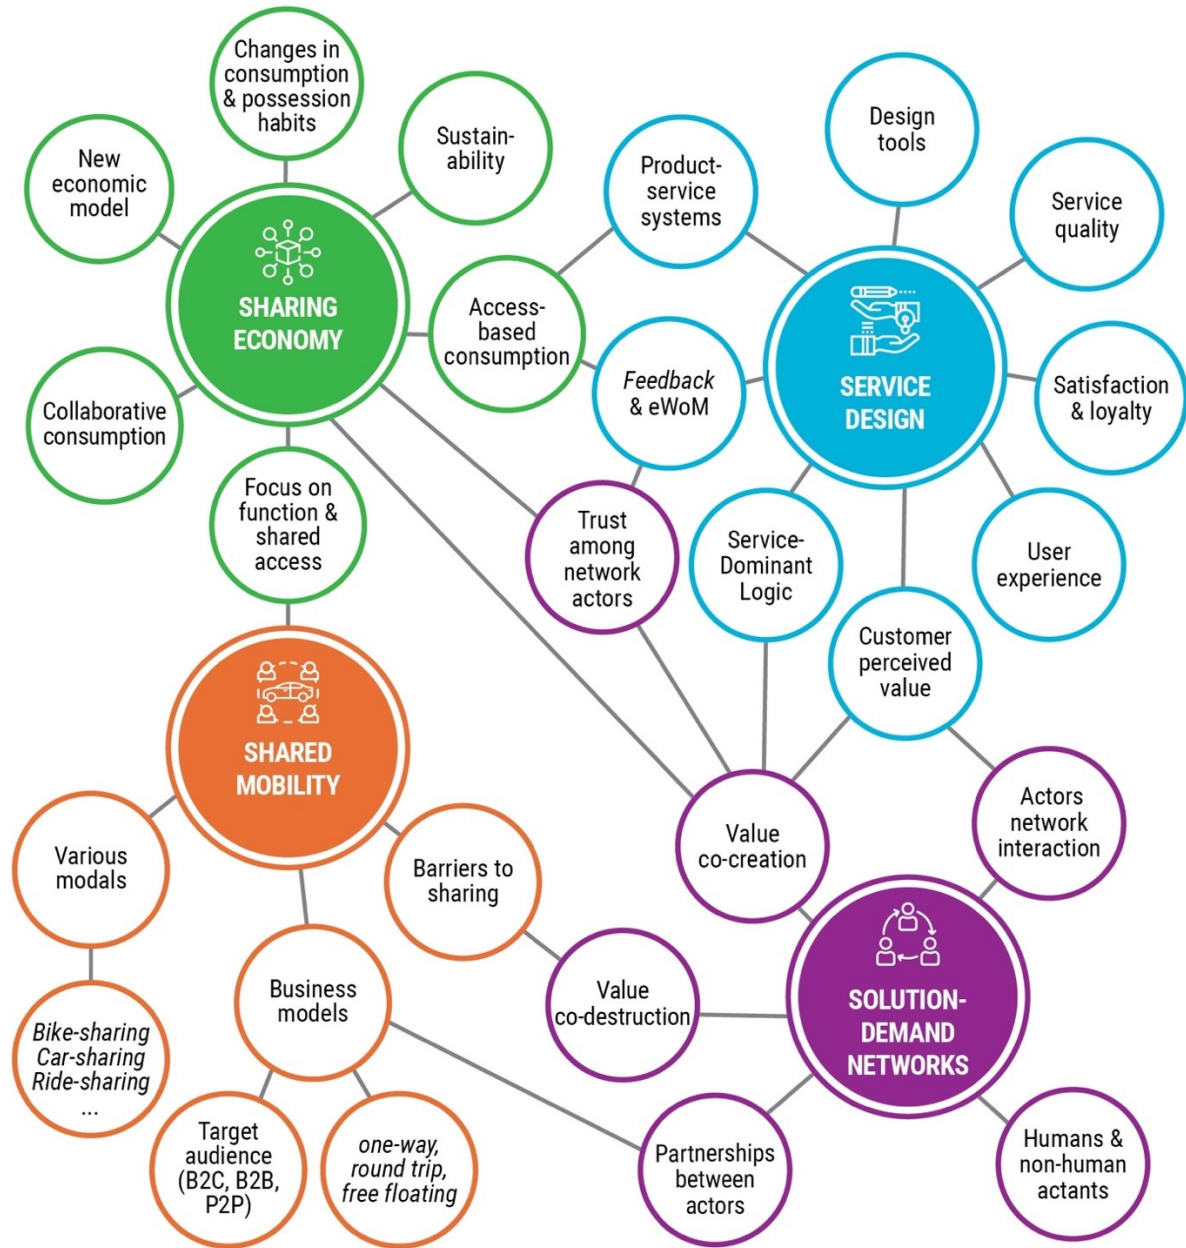 Changes in
consumption
& possession
habits
Sustain-
ability
New
economic
model
SHARING
ECONOMY
Access-
based
consumption
Collaborative
consumption
Focus on
function &
shared
access
Product-
service
systems
Design
tools
Service
quality
Feedback
& eWoM
SERVICE
DESIGN
Satisfaction
& loyalty
Trust
among
network
actors
Service-
Dominant
Logic
User
experience
Customer
perceived
value
SHARED
MOBILITY
Various
modals
Barriers to
sharing
Value
co-creation
Actors
network
interaction
Business
models
Value
co-destruction
SOLUTION-
DEMAND
NETWORKS
Bike-sharing
Car-sharing
Ride-sharing
...
Target
audience
(B2C, B2B,
P2P)
one-way,
round trip,
free floating
Partnerships
between
actors
Humans &
non-human
actants